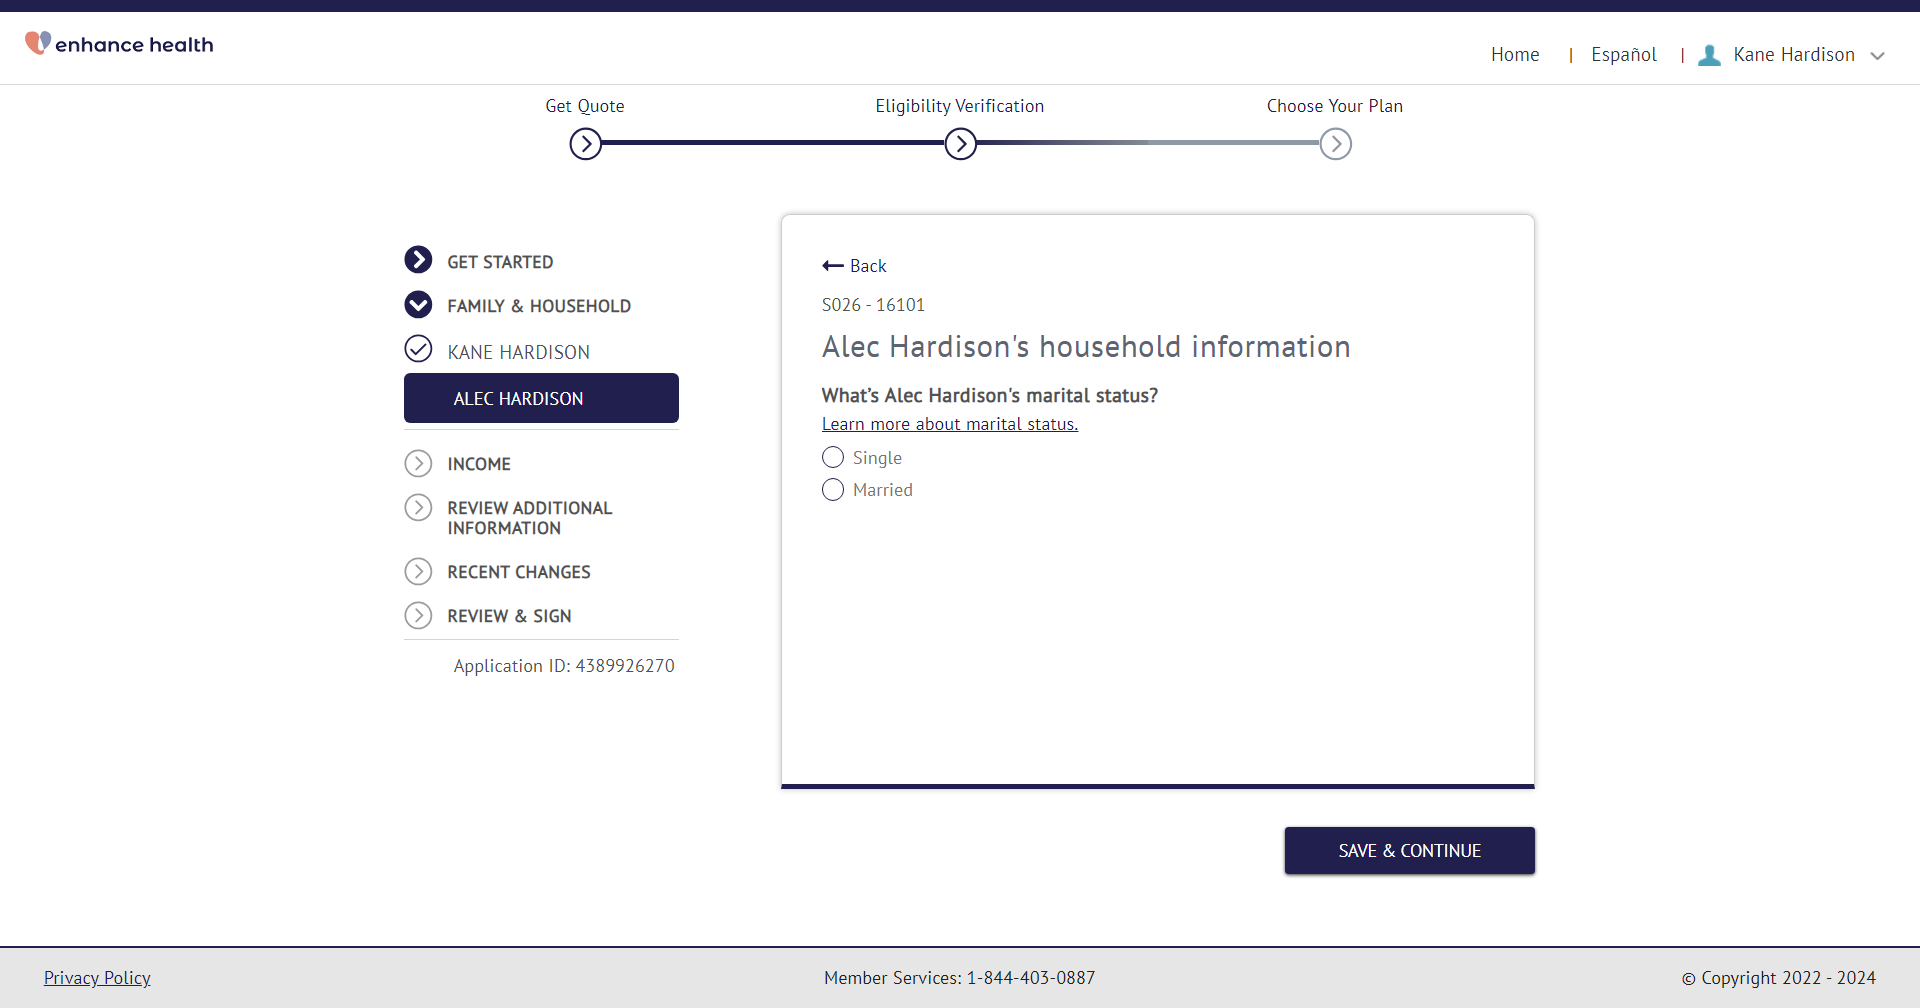 enhance health
Home | Español | Kane Hardison
Get Quote
Eligibility Verification
Choose Your Plan
GET STARTED
FAMILY & HOUSEHOLD
KANE HARDISON
ALEC HARDISON
INCOME
REVIEW ADDITIONAL
INFORMATION
RECENT CHANGES
REVIEW & SIGN
Application ID: 4389926270
Back
S026 - 16101
Alec Hardison's household information
What’s Alec Hardison's marital status?
Learn more about marital status.
Single
Married
SAVE & CONTINUE
Privacy Policy
Member Services: 1-844-403-0887
© Copyright 2022 - 2024